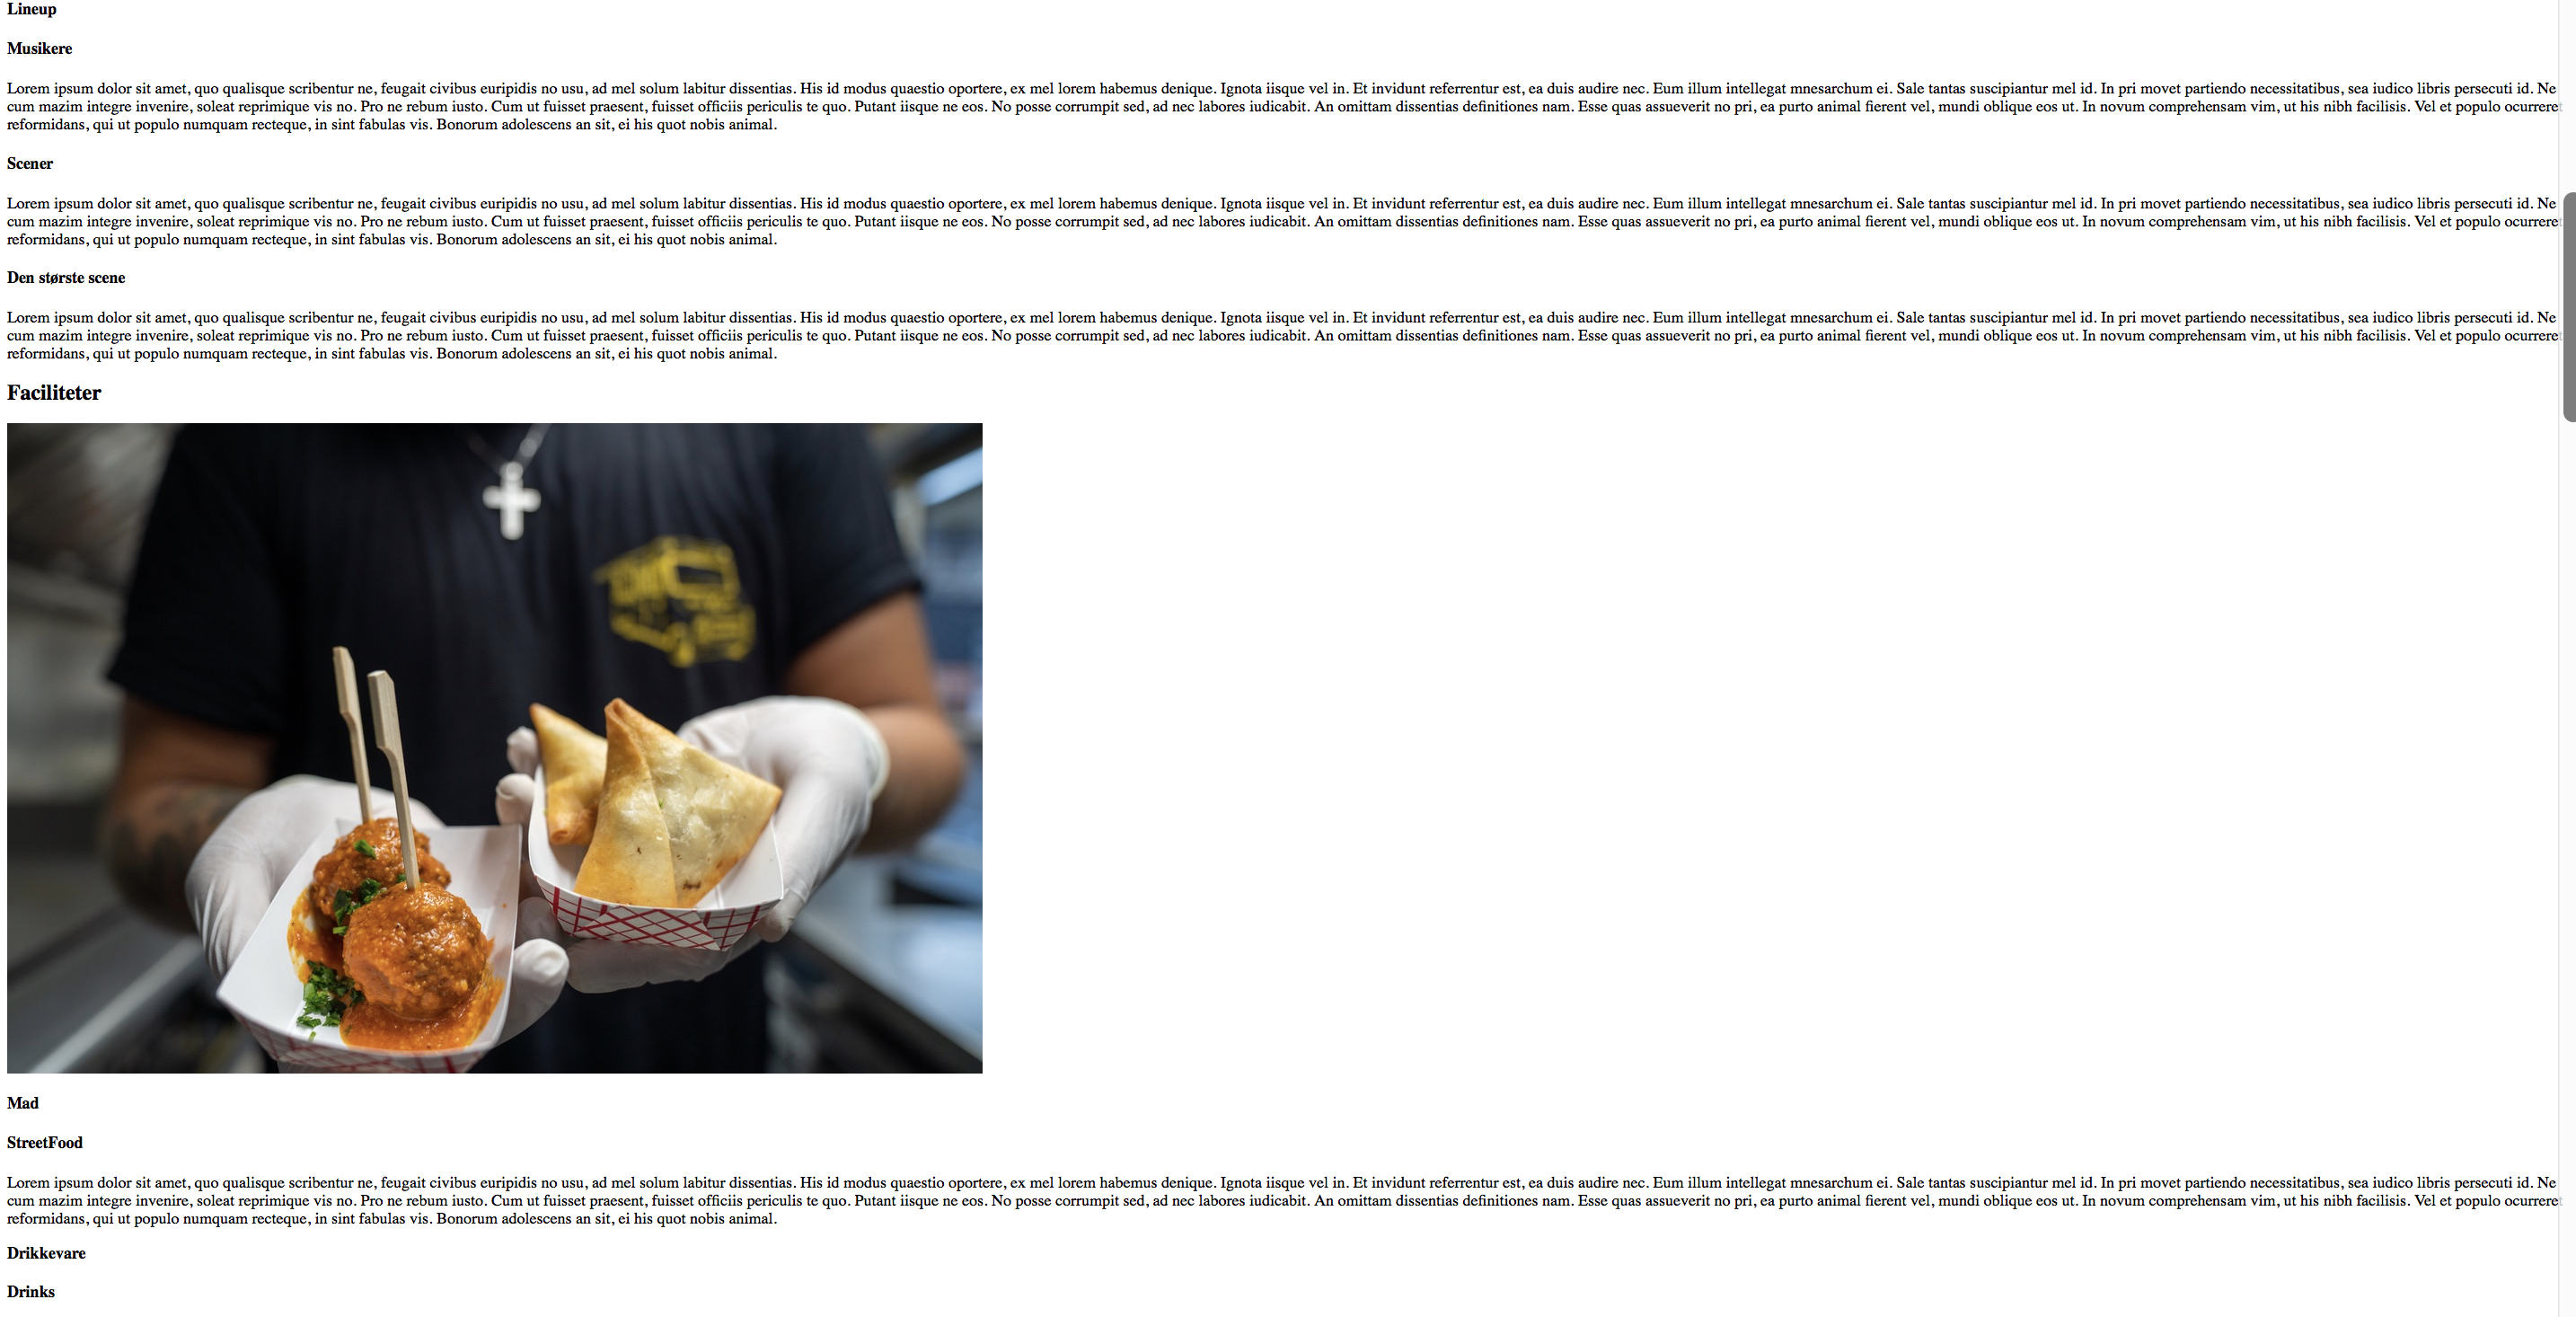 Lineup
Musikere
Lorem ipsum dolor sit amet, quo qualisque scribentur ne, feugait civibus euripidis no usu, ad mel solum labitur dissentias. His id modus quaestio oportere, ex mel lorem habemus denique. Ignota iisque vel in. Et invidunt referrentur est, ea duis audire nec. Eum illum intellegat mnesarchum ei. Sale tantas suscipiantur mel id. In pri movet partiendo necessitatibus, sea iudico libris persecuti id. Ne
cum mazim integre invenire, soleat reprimique vis no. Pro ne rebum iusto. Cum ut fuisset praesent, fuisset officiis periculis te quo. Putant iisque ne eos. No posse corrumpit sed, ad nec labores iudicabit. An omittam dissentias definitiones nam. Esse quas assueverit no pri, ea purto animal fierent vel, mundi oblique eos ut. In novum comprehensam vim, ut his nibh facilisis. Vel et populo ocurreret
reformidans, qui ut populo numquam recteque, in sint fabulas vis. Bonorum adolescens an sit, ei his quot nobis animal.
Scener
Lorem ipsum dolor sit amet, quo qualisque scribentur ne, feugait civibus euripidis no usu, ad mel solum labitur dissentias. His id modus quaestio oportere, ex mel lorem habemus denique. Ignota iisque vel in. Et invidunt referrentur est, ea duis audire nec. Eum illum intellegat mnesarchum ei. Sale tantas suscipiantur mel id. In pri movet partiendo necessitatibus, sea iudico libris persecuti id. Ne
cum mazim integre invenire, soleat reprimique vis no. Pro ne rebum iusto. Cum ut fuisset praesent, fuisset officiis periculis te quo. Putant iisque ne eos. No posse corrumpit sed, ad nec labores iudicabit. An omittam dissentias definitiones nam. Esse quas assueverit no pri, ea purto animal fierent vel, mundi oblique eos ut. In novum comprehensam vim, ut his nibh facilisis. Vel et populo ocurreret
reformidans, qui ut populo numquam recteque, in sint fabulas vis. Bonorum adolescens an sit, ei his quot nobis animal.
Den største scene
Lorem ipsum dolor sit amet, quo qualisque scribentur ne, feugait civibus euripidis no usu, ad mel solum labitur dissentias. His id modus quaestio oportere, ex mel lorem habemus denique. Ignota iisque vel in. Et invidunt referrentur est, ea duis audire nec. Eum illum intellegat mnesarchum ei. Sale tantas suscipiantur mel id. In pri movet partiendo necessitatibus, sea iudico libris persecuti id. Ne
cum mazim integre invenire, soleat reprimique vis no. Pro ne rebum iusto. Cum ut fuisset praesent, fuisset officiis periculis te quo. Putant iisque ne eos. No posse corrumpit sed, ad nec labores iudicabit. An omittam dissentias definitiones nam. Esse quas assueverit no pri, ea purto animal fierent vel, mundi oblique eos ut. In novum comprehensam vim, ut his nibh facilisis. Vel et populo ocurreret
reformidans, qui ut populo numquam recteque, in sint fabulas vis. Bonorum adolescens an sit, ei his quot nobis animal.
Faciliteter
Mad
StreetFood
Lorem ipsum dolor sit amet, quo qualisque scribentur ne, feugait civibus euripidis no usu, ad mel solum labitur dissentias. His id modus quaestio oportere, ex mel lorem habemus denique. Ignota iisque vel in. Et invidunt referrentur est, ea duis audire nec. Eum illum intellegat mnesarchum ei. Sale tantas suscipiantur mel id. In pri movet partiendo necessitatibus, sea iudico libris persecuti id. Ne
cum mazim integre invenire, soleat reprimique vis no. Pro ne rebum iusto. Cum ut fuisset praesent, fuisset officiis periculis te quo. Putant iisque ne eos. No posse corrumpit sed, ad nec labores iudicabit. An omittam dissentias definitiones nam. Esse quas assueverit no pri, ea purto animal fierent vel, mundi oblique eos ut. In novum comprehensam vim, ut his nibh facilisis. Vel et populo ocurreret
reformidans, qui ut populo numquam recteque, in sint fabulas vis. Bonorum adolescens an sit, ei his quot nobis animal.
Drikkevare
Drinks